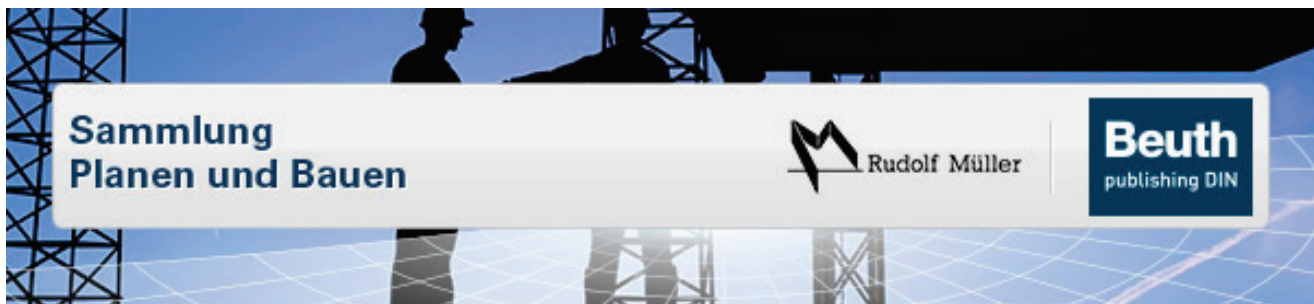 Sammlung
Planen und Bauen
Rudolf Müller
Beuth
publishing DIN